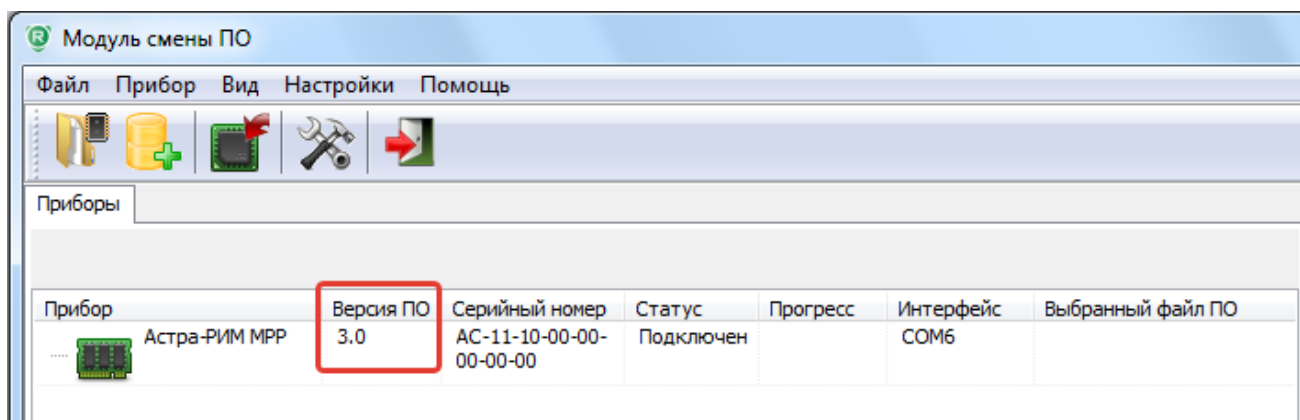 Модуль смены ПО
Файл Прибор Вид Настройки Помощь
Приборы
Прибор Версия ПО Серийный номер Статус Прогресс Интерфейс Выбранный файл ПО
Астра-РИМ МРР 3.0 AC-11-10-00-00- Подключен COM6
00-00-00